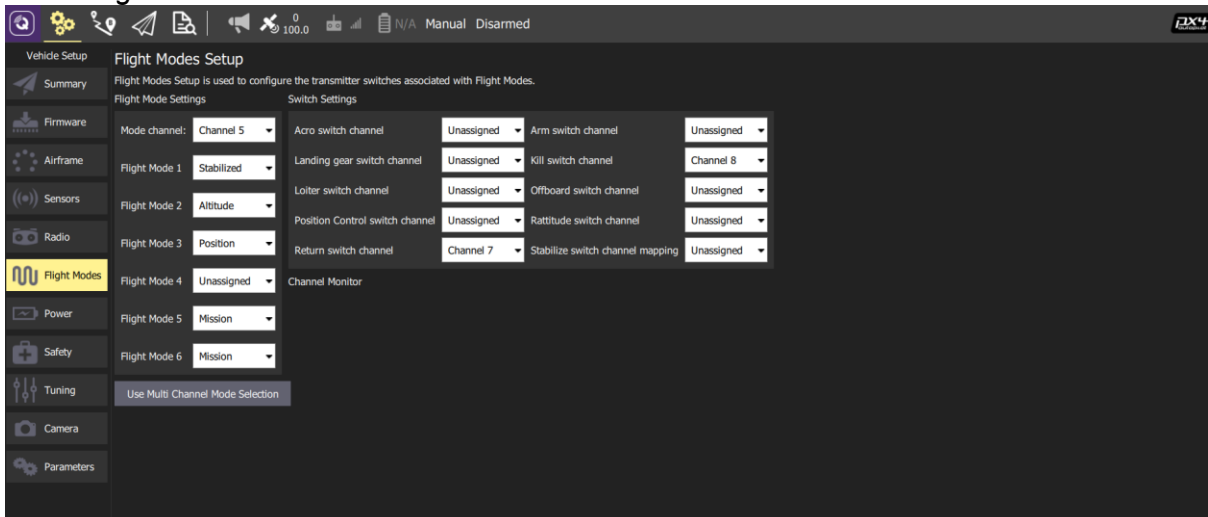 0
100.0
N/A Manual Disarmed
px4
Vehicle Setup
Summary
Firmware
Airframe
Sensors
Radio
Flight Modes
Power
Safety
Tuning
Camera
Parameters
Flight Modes Setup
Flight Modes Setup is used to configure the transmitter switches associated with Flight Modes.
Flight Mode Settings
Mode channel: Channel 5
Flight Mode 1 Stabilized
Flight Mode 2 Altitude
Flight Mode 3 Position
Flight Mode 4 Unassigned
Flight Mode 5 Mission
Flight Mode 6 Mission
Use Multi Channel Mode Selection
Switch Settings
Acro switch channel Unassigned Arm switch channel Unassigned
Landing gear switch channel Unassigned Kill switch channel Channel 8
Loiter switch channel Unassigned Offboard switch channel Unassigned
Position Control switch channel Unassigned Rattitude switch channel Unassigned
Return switch channel Channel 7 Stabilize switch channel mapping Unassigned
Channel Monitor